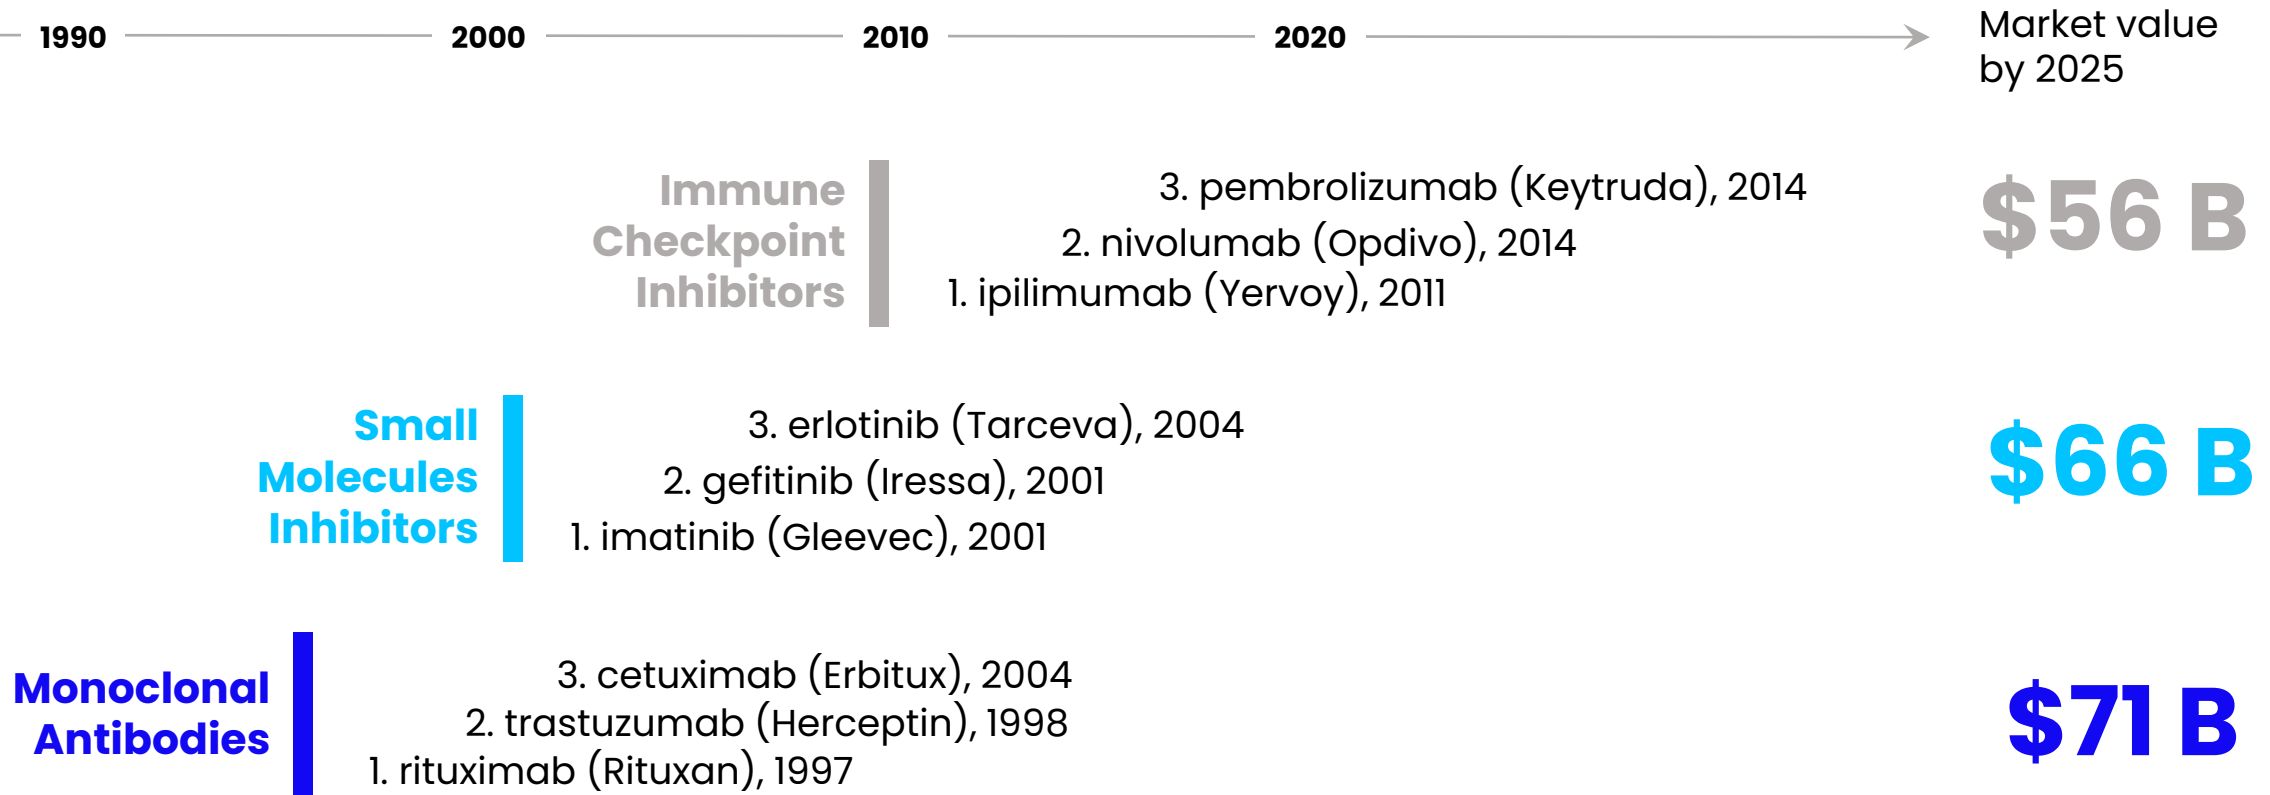 1990 2000 2010 2020
Market value
by 2025
Immune
Checkpoint
Inhibitors
3. pembrolizumab (Keytruda), 2014
2. nivolumab (Opdivo), 2014
1. ipilimumab (Yervoy), 2011
$56 B
Small
Molecules
Inhibitors
3. erlotinib (Tarceva), 2004
2. gefitinib (Iressa), 2001
1. imatinib (Gleevec), 2001
$66 B
Monoclonal
Antibodies
3. cetuximab (Erbitux), 2004
2. trastuzumab (Herceptin), 1998
1. rituximab (Rituxan), 1997
$71 B